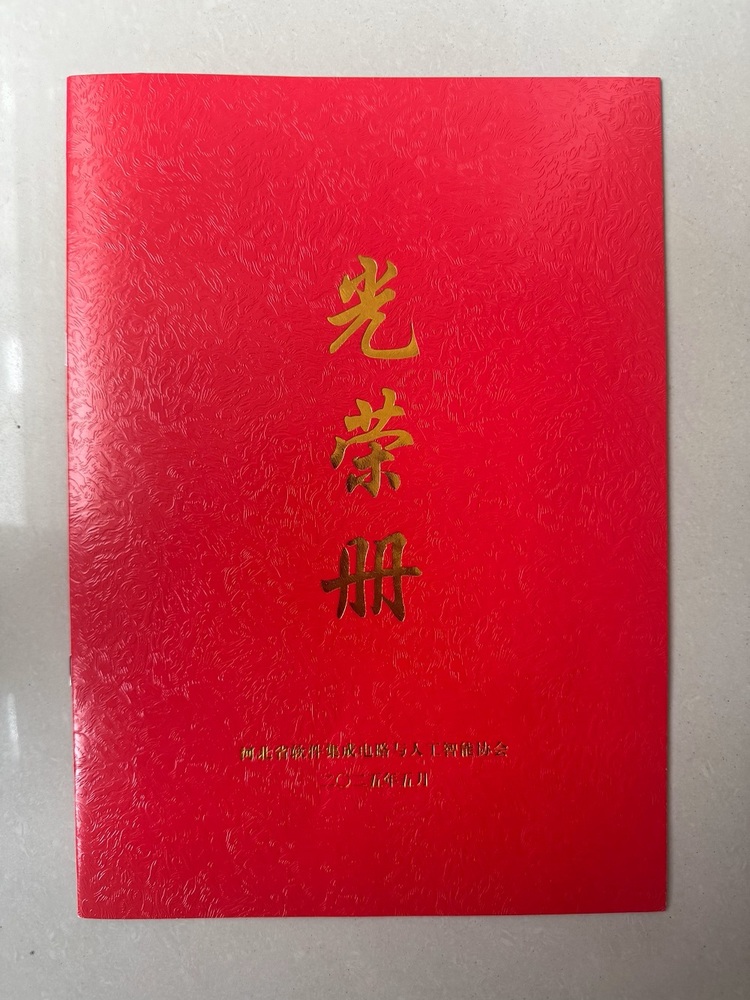 光荣册
河北省软件集成电路与人工智能协会
二〇二五年五月